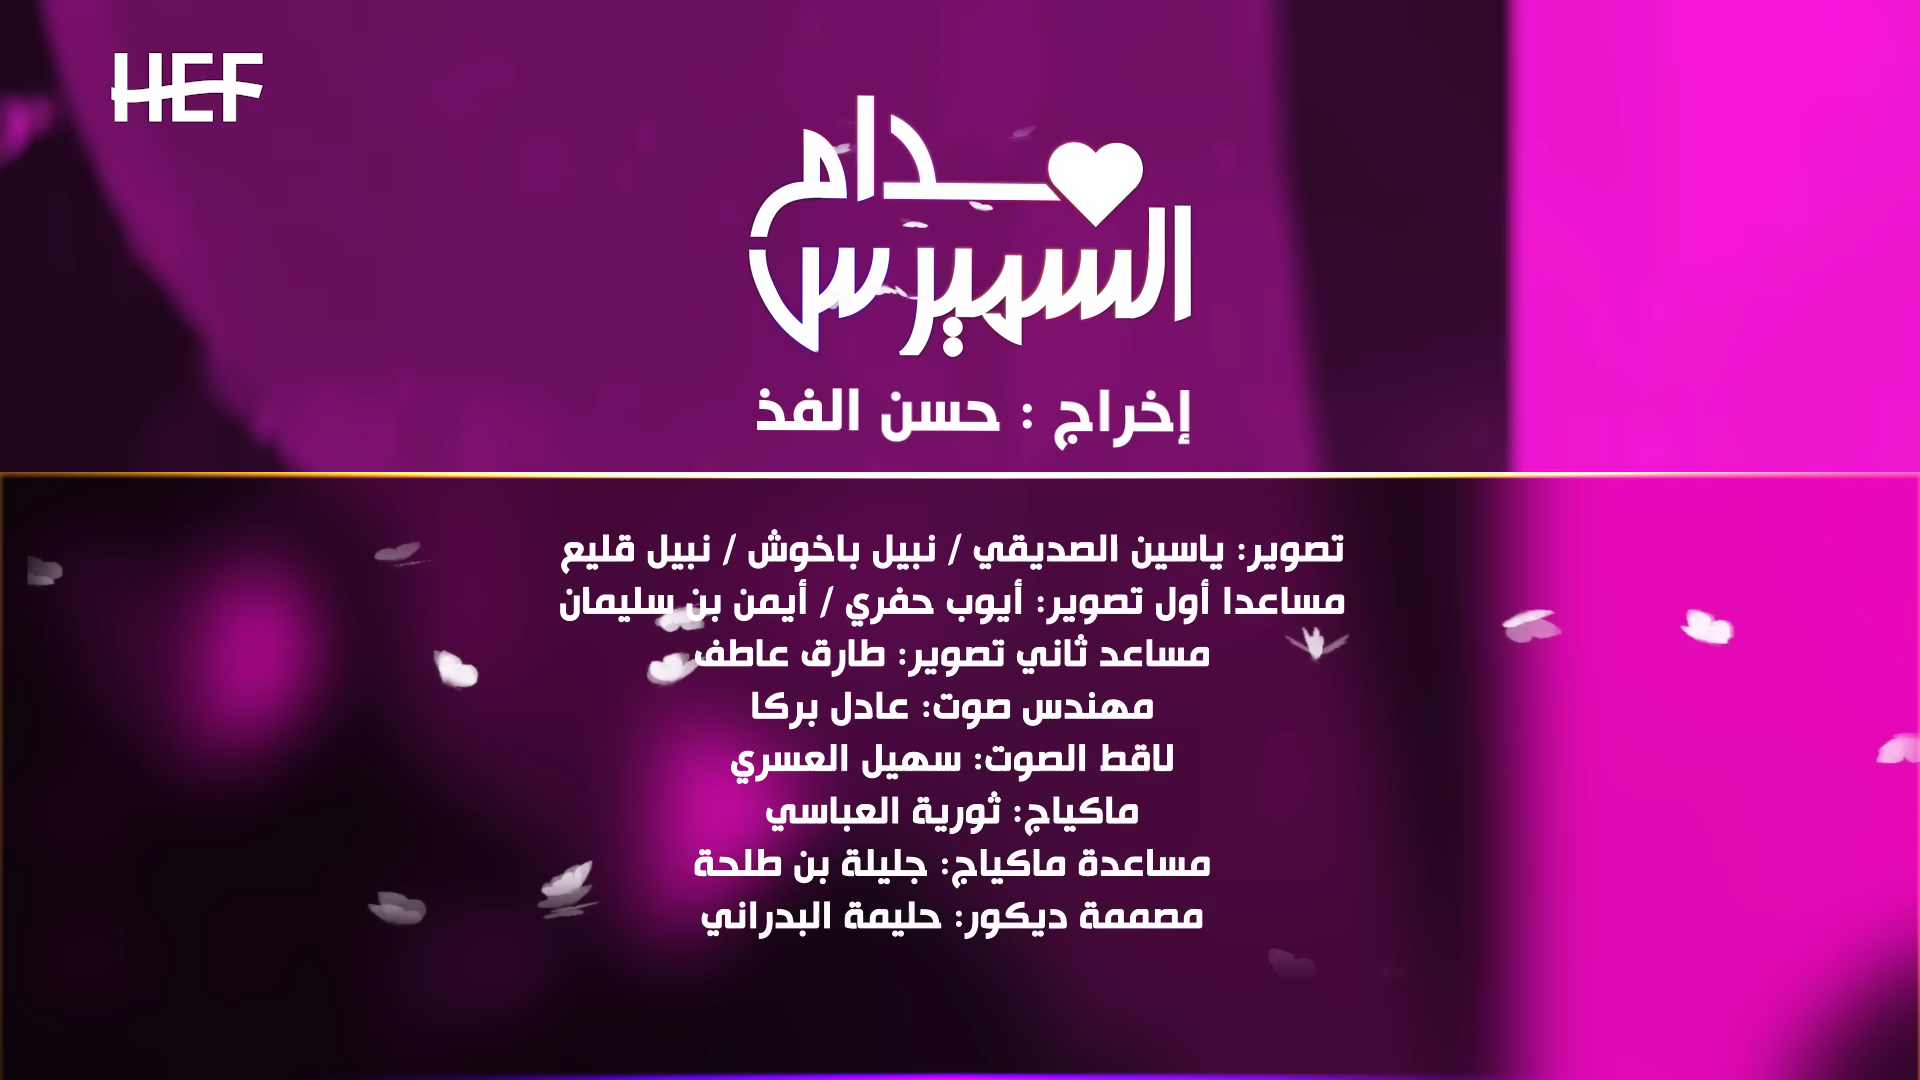 HEF
مدام
السميرس
إخراج : حسن الفذ
تصوير: ياسين الصديقي / نبيل باخوش / نبيل قليع
مساعدا أول تصوير: أيوب حفري / أيمن بن سليمان
مساعد ثاني تصوير: طارق عاطف
مهندس صوت: عادل بركا
لاقط الصوت: سهيل العسري
ماكياج: ثورية العباسي
مساعدة ماكياج: جليلة بن طلحة
مصممة ديكور: حليمة البدراني